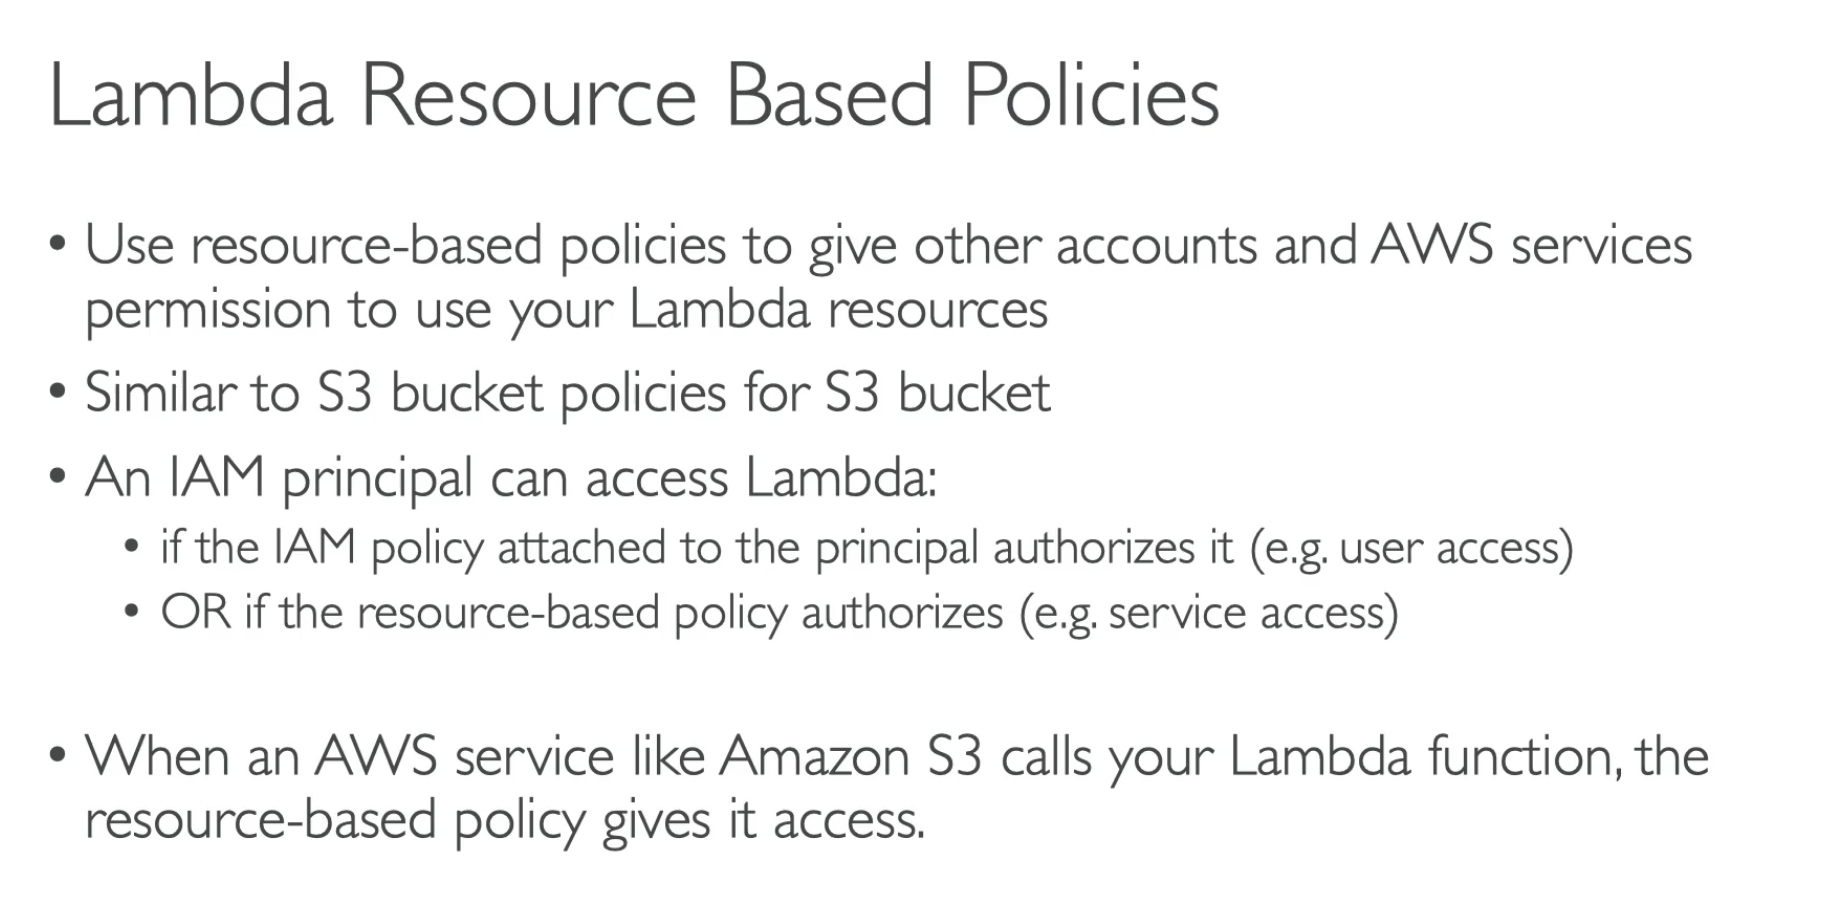 Lambda Resource Based Policies
• Use resource-based policies to give other accounts and AWS services
permission to use your Lambda resources
• Similar to S3 bucket policies for S3 bucket
• An IAM principal can access Lambda:
• if the IAM policy attached to the principal authorizes it (e.g. user access)
• OR if the resource-based policy authorizes (e.g. service access)
• When an AWS service like Amazon S3 calls your Lambda function, the
resource-based policy gives it access.